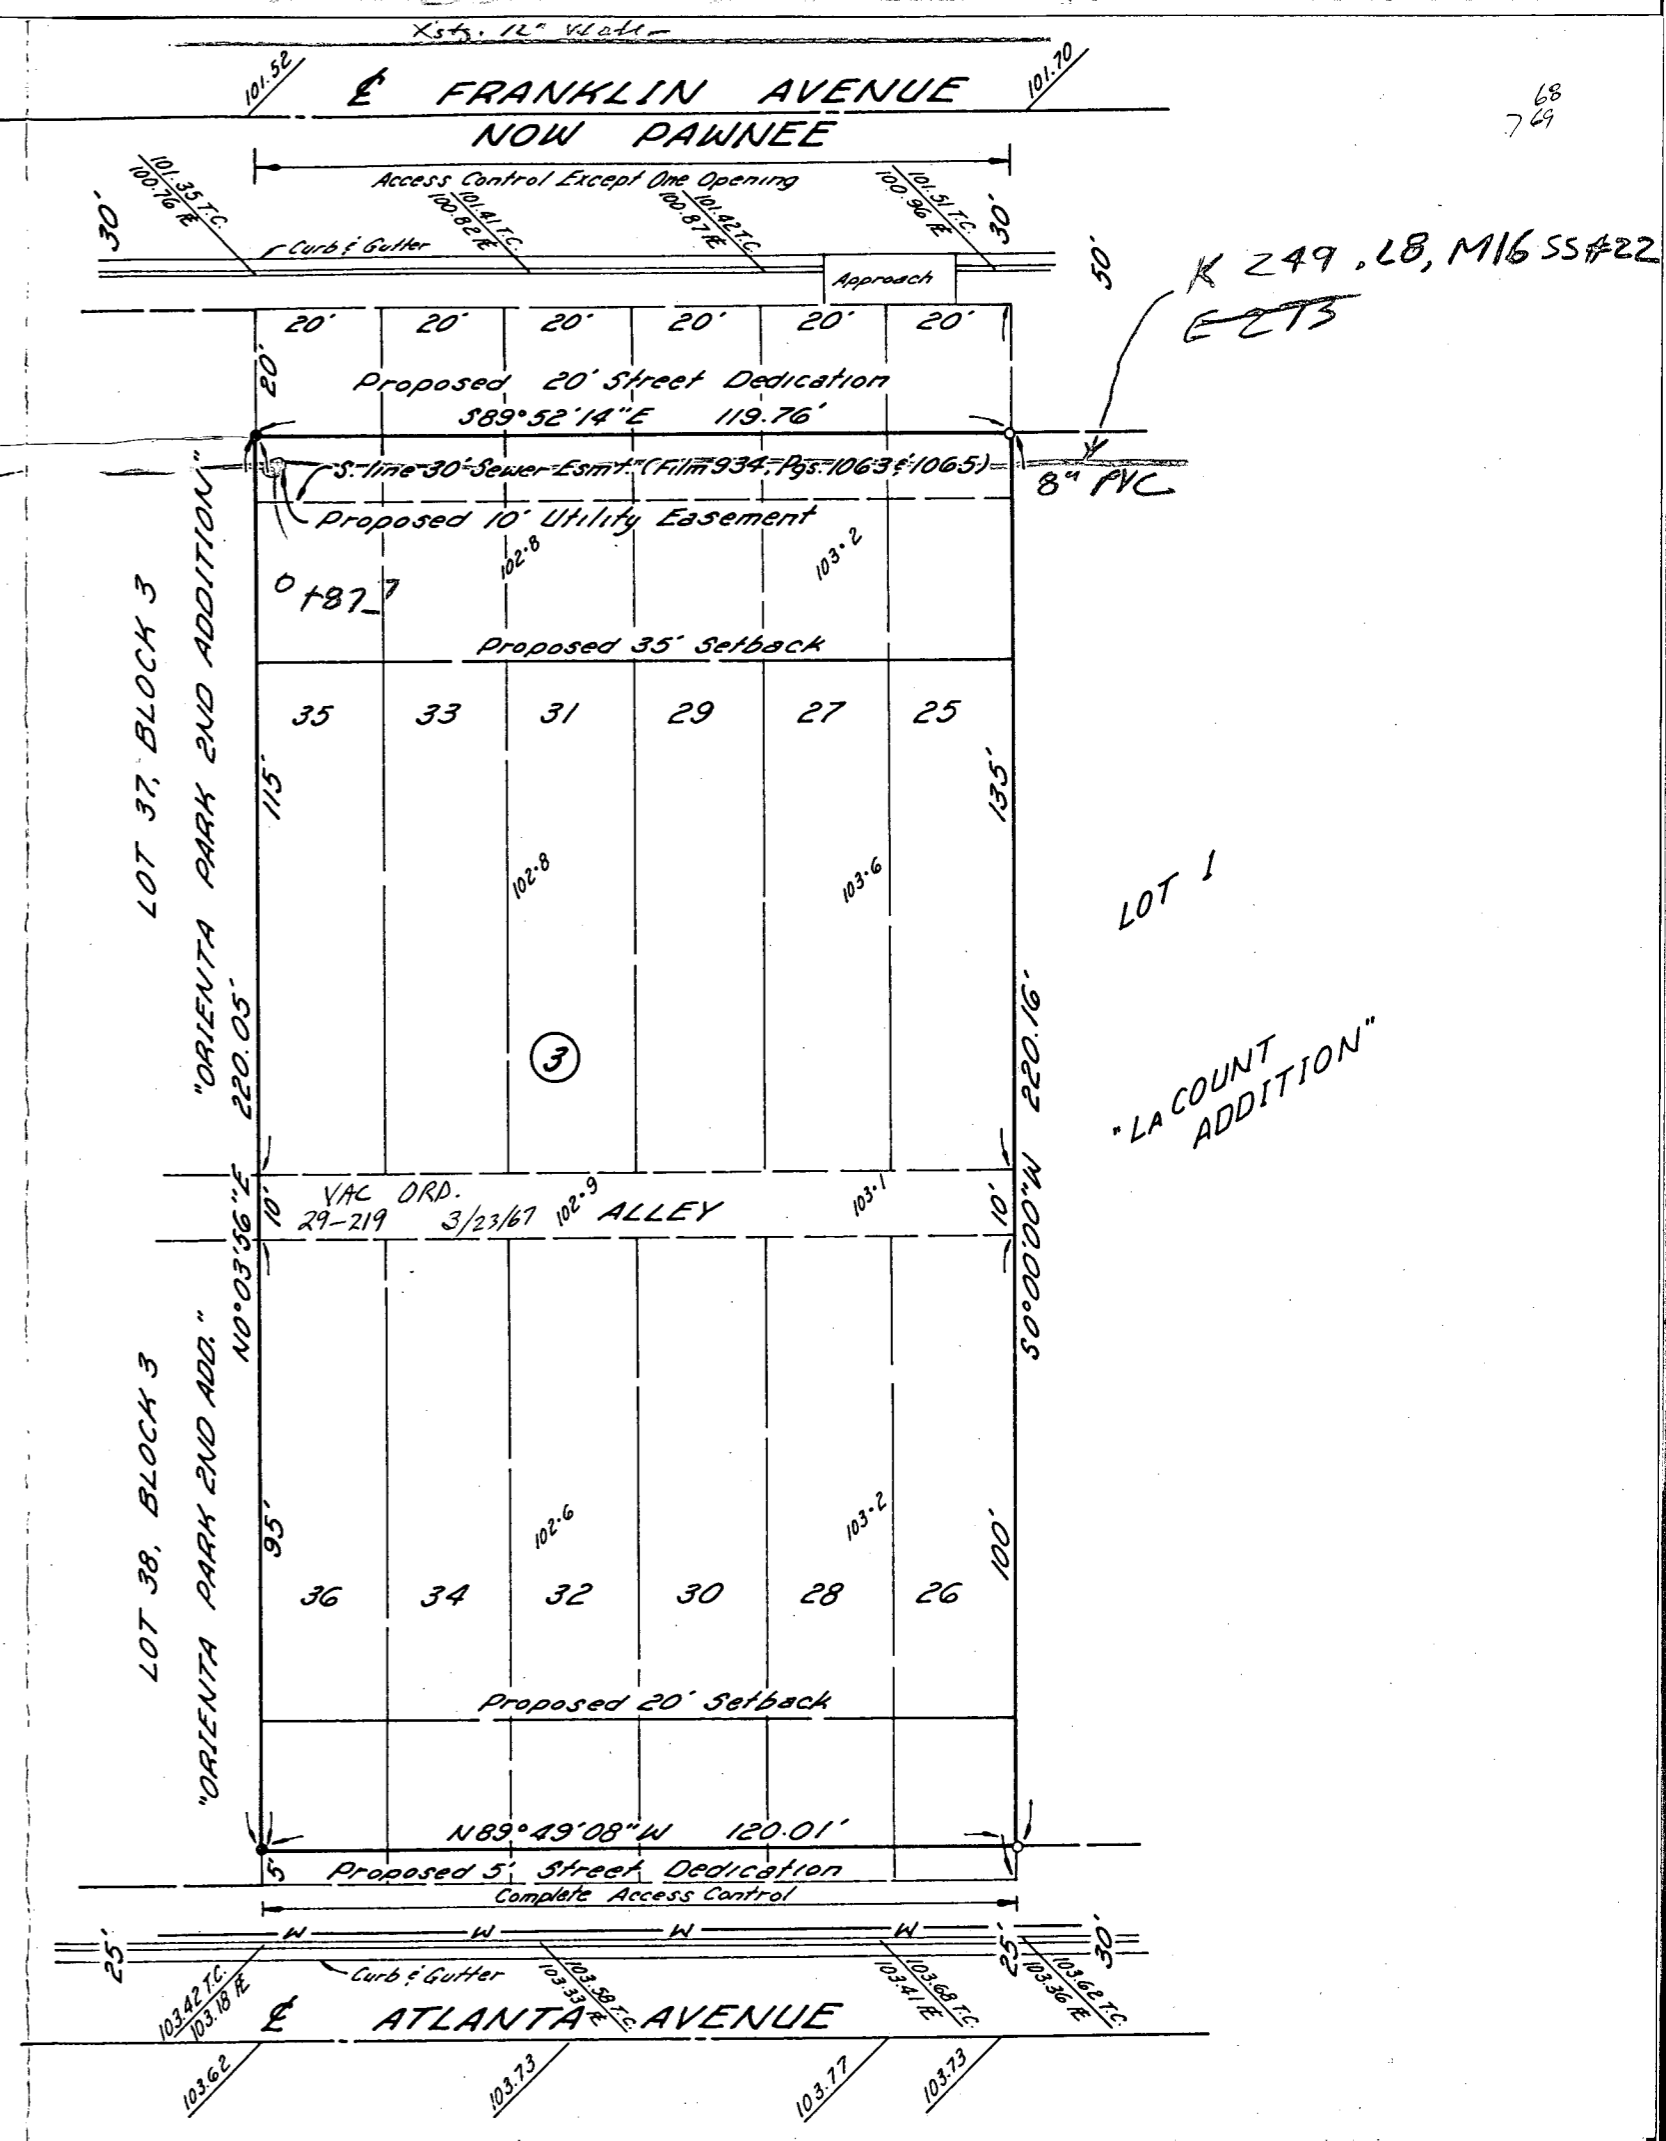 Xstg. 12" Water
101.52
101.70
℄ FRANKLIN AVENUE
NOW PAWNEE
68
69
Access Control Except One Opening
101.35 T.C.
100.76 ℄
101.41 T.C.
100.82 ℄
101.42 T.C.
100.87 ℄
101.51 T.C.
100.96 ℄
30'
30'
50'
Curb & Gutter
Approach
K 249 .L8, M16 SS#22
E 275
20' 20' 20' 20' 20' 20'
20'
Proposed 20' Street Dedication
S89°52'14"E 119.76'
S. line 30' Sewer Esmt. (Film 934, Pgs. 1063 & 1065)
8" PVC
Proposed 10' Utility Easement
102.8
103.2
0+87
Proposed 35' Setback
35 33 31 29 27 25
LOT 37, BLOCK 3
"ORIENTA PARK 2ND ADDITION"
115'
135'
102.8
103.6
LOT 1
"LA COUNT
ADDITION"
N0°03'56"E 220.05'
S0°00'00"W 220.16'
3
VAC ORD.
29-219 3/23/67
102.9
ALLEY
103.1
10'
10'
LOT 38, BLOCK 3
"ORIENTA PARK 2ND ADD."
95'
100'
102.6
103.2
36 34 32 30 28 26
Proposed 20' Setback
N89°49'08"W 120.01'
5'
Proposed 5' Street Dedication
Complete Access Control
W W W W
25'
25'
30'
Curb & Gutter
103.42 T.C.
103.18 ℄
103.58 T.C.
103.33 ℄
103.68 T.C.
103.41 ℄
103.62 T.C.
103.36 ℄
℄ ATLANTA AVENUE
103.62
103.73
103.77
103.73